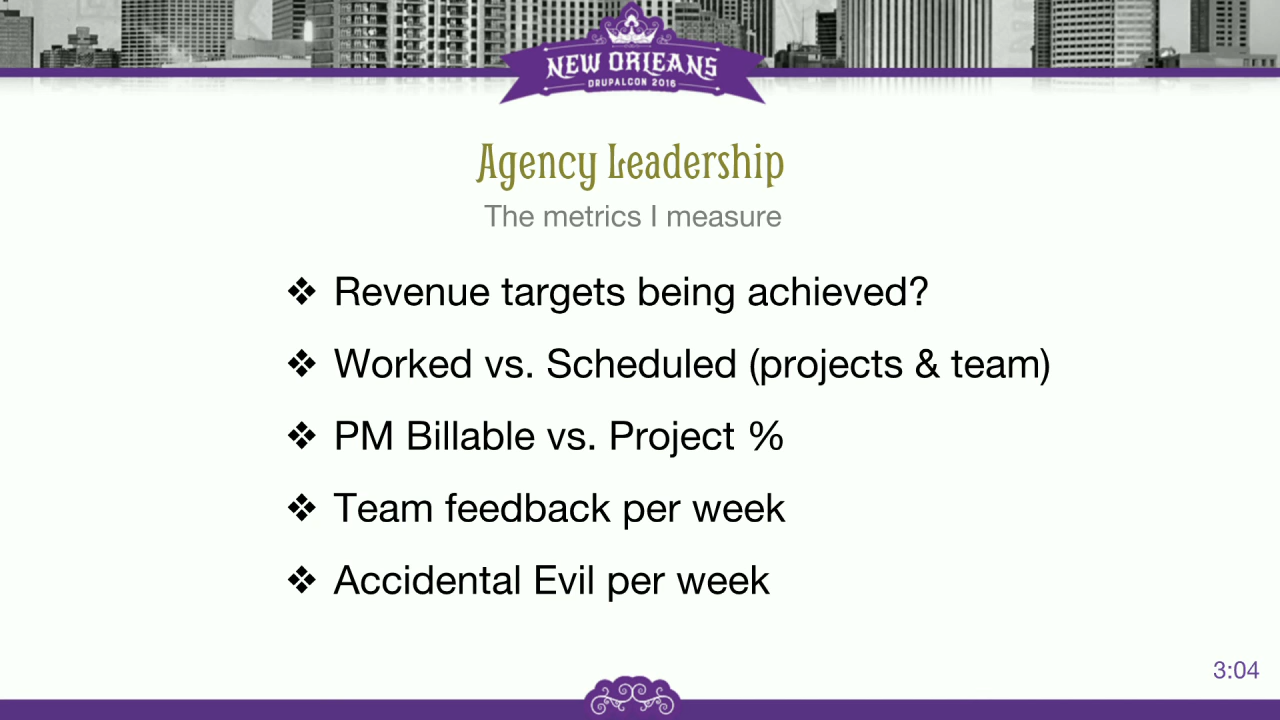 NEW ORLEANS
DRUPALCON 2016
Agency Leadership
The metrics I measure
❖ Revenue targets being achieved?
❖ Worked vs. Scheduled (projects & team)
❖ PM Billable vs. Project %
❖ Team feedback per week
❖ Accidental Evil per week
3:04